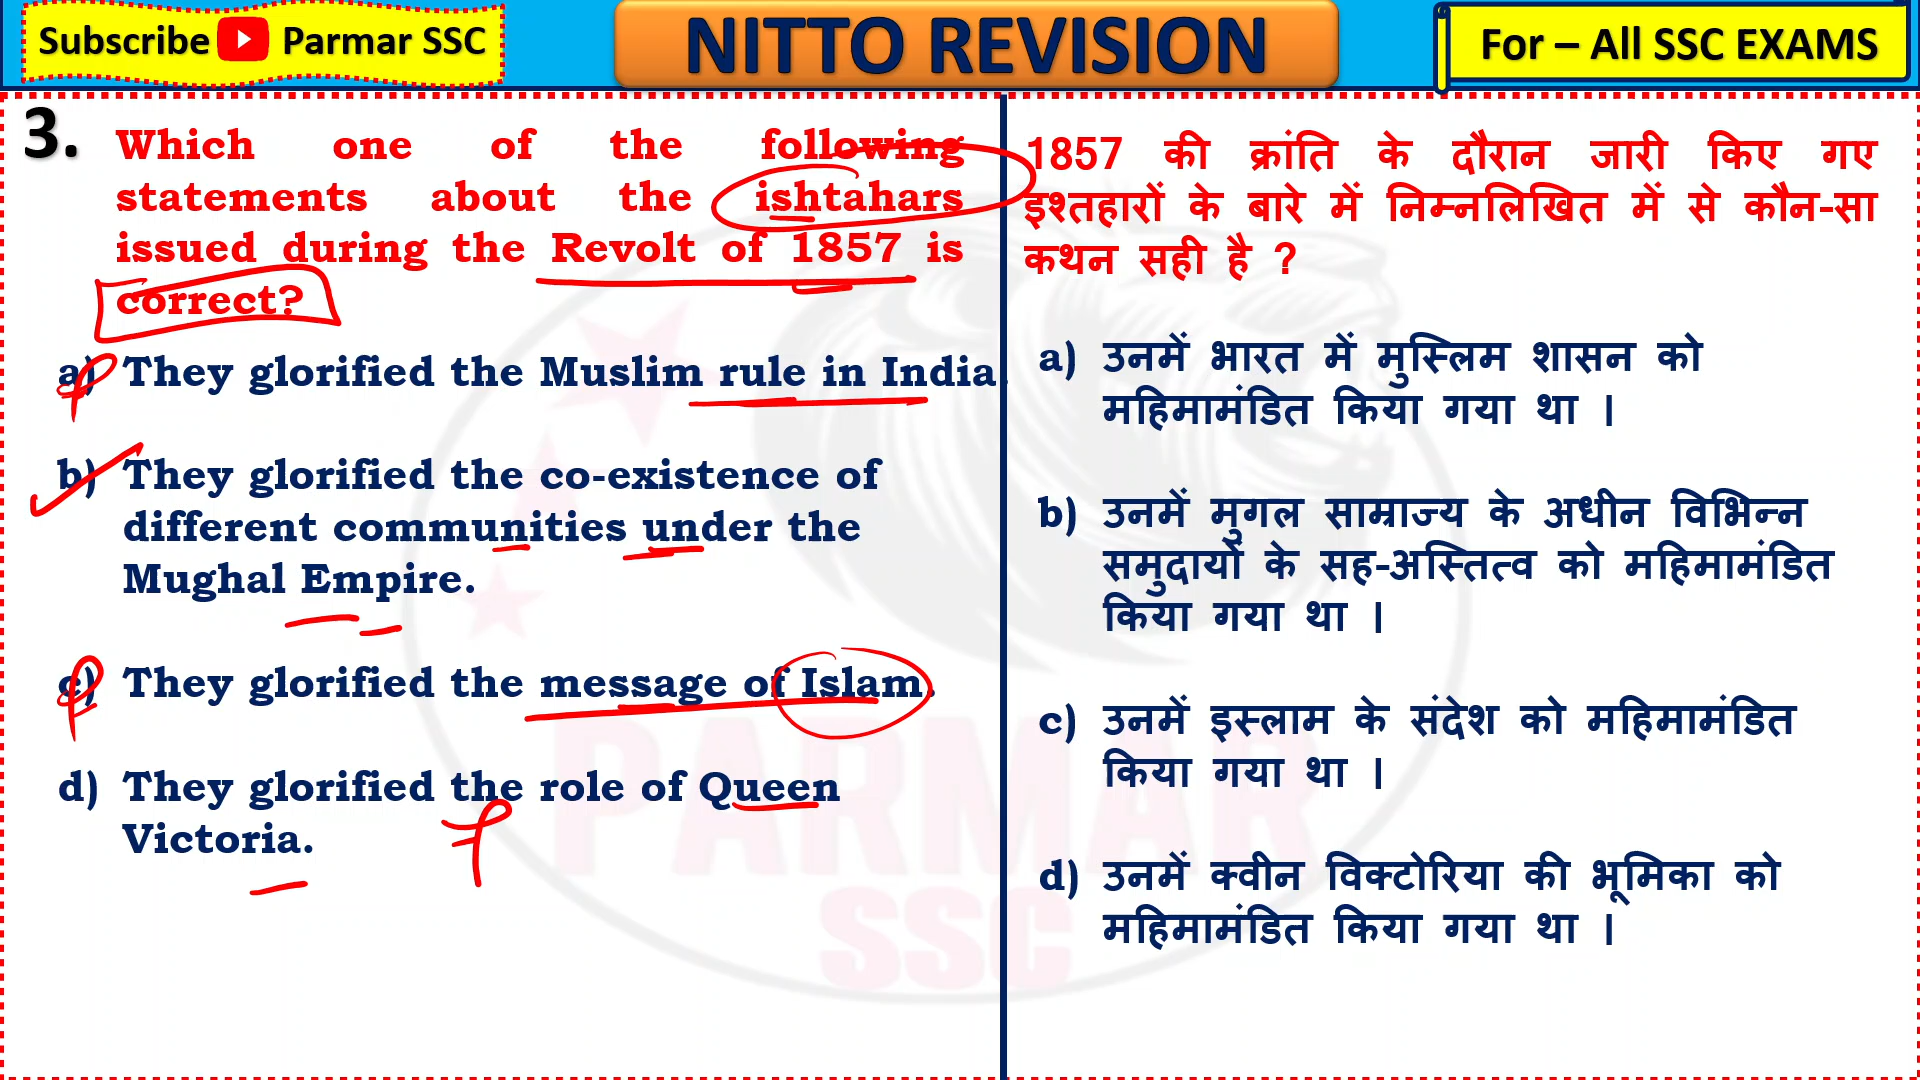 Subscribe Parmar SSC
NITTO REVISION
For – All SSC EXAMS
3. Which one of the following
statements about the ishtahars
issued during the Revolt of 1857 is
correct?
a) They glorified the Muslim rule in India.
b) They glorified the co-existence of
different communities under the
Mughal Empire.
c) They glorified the message of Islam.
d) They glorified the role of Queen
Victoria.
1857 की क्रांति के दौरान जारी किए गए
इश्तहारों के बारे में निम्नलिखित में से कौन-सा
कथन सही है ?
a) उनमें भारत में मुस्लिम शासन को
महिमामंडित किया गया था ।
b) उनमें मुगल साम्राज्य के अधीन विभिन्न
समुदायों के सह-अस्तित्व को महिमामंडित
किया गया था ।
c) उनमें इस्लाम के संदेश को महिमामंडित
किया गया था ।
d) उनमें क्वीन विक्टोरिया की भूमिका को
महिमामंडित किया गया था ।
PARMAR
SSC